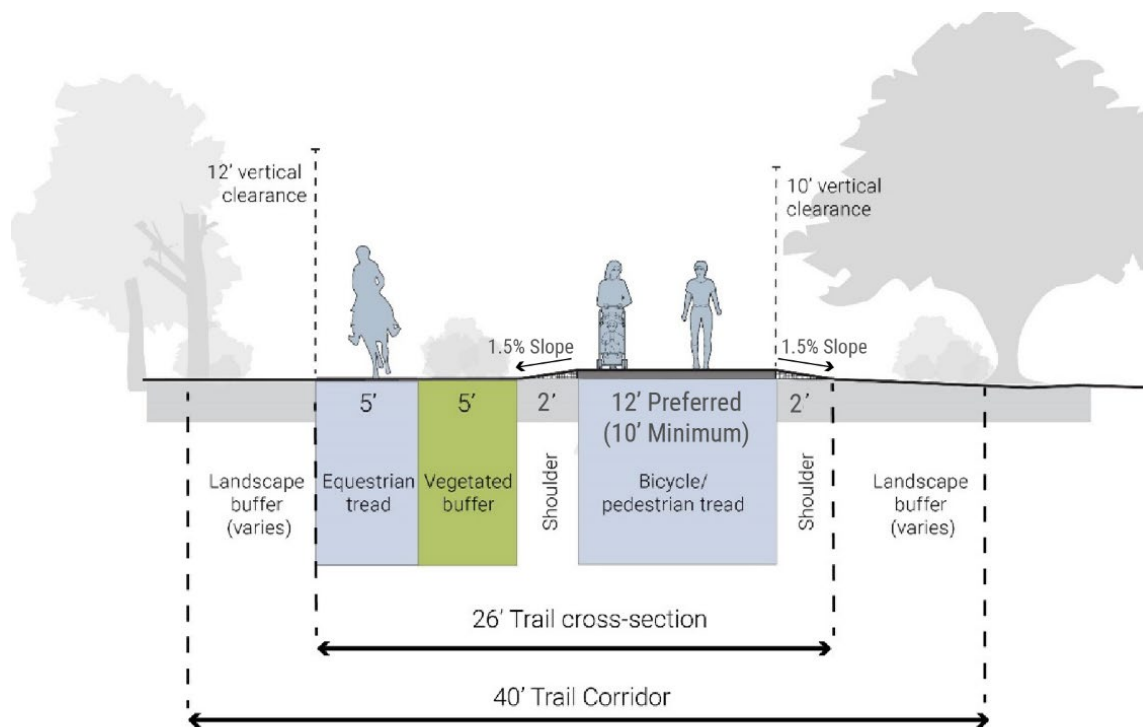 12’ vertical
clearance
10’ vertical
clearance
1.5% Slope
1.5% Slope
5’
5’
2’
12’ Preferred
(10’ Minimum)
2’
Landscape
buffer
(varies)
Equestrian
tread
Vegetated
buffer
Shoulder
Bicycle/
pedestrian tread
Shoulder
Landscape
buffer
(varies)
26’ Trail cross-section
40’ Trail Corridor